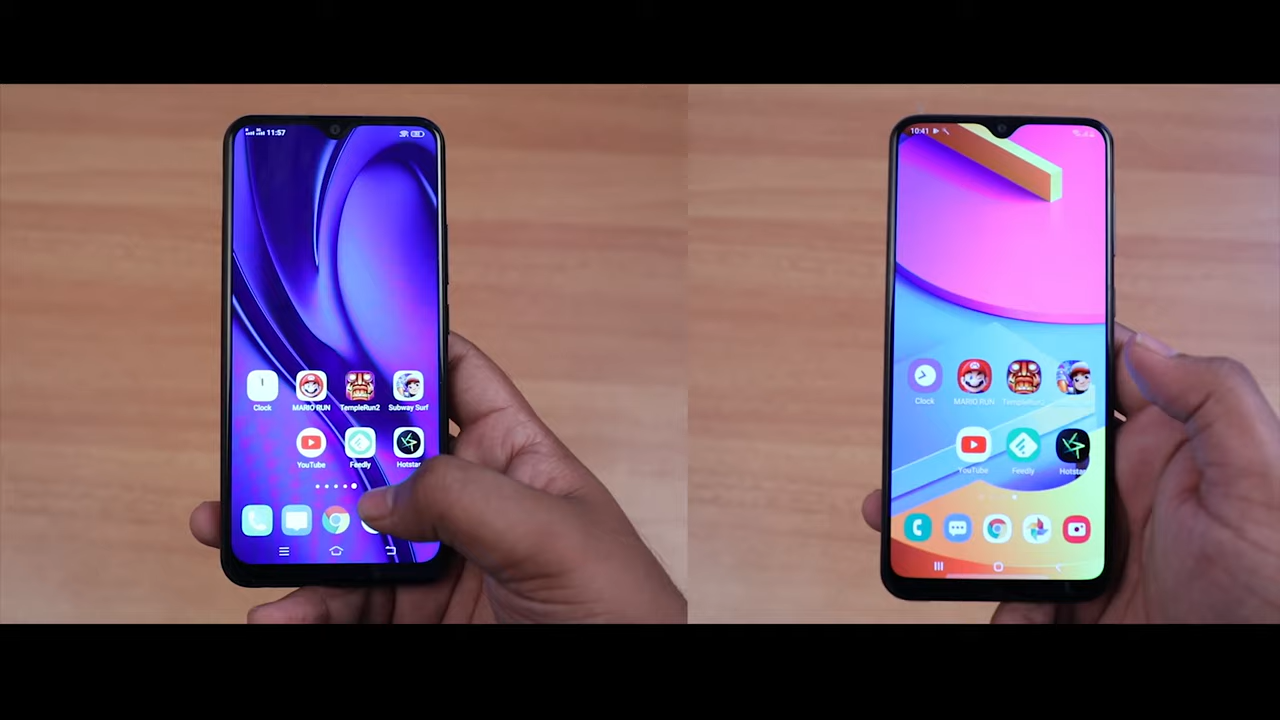 11:57
Clock MARIO RUN TempleRun2 Subway Surf
YouTube Feedly Hotstar
10:41
Clock MARIO RUN TempleRun2
YouTube Feedly Hotstar